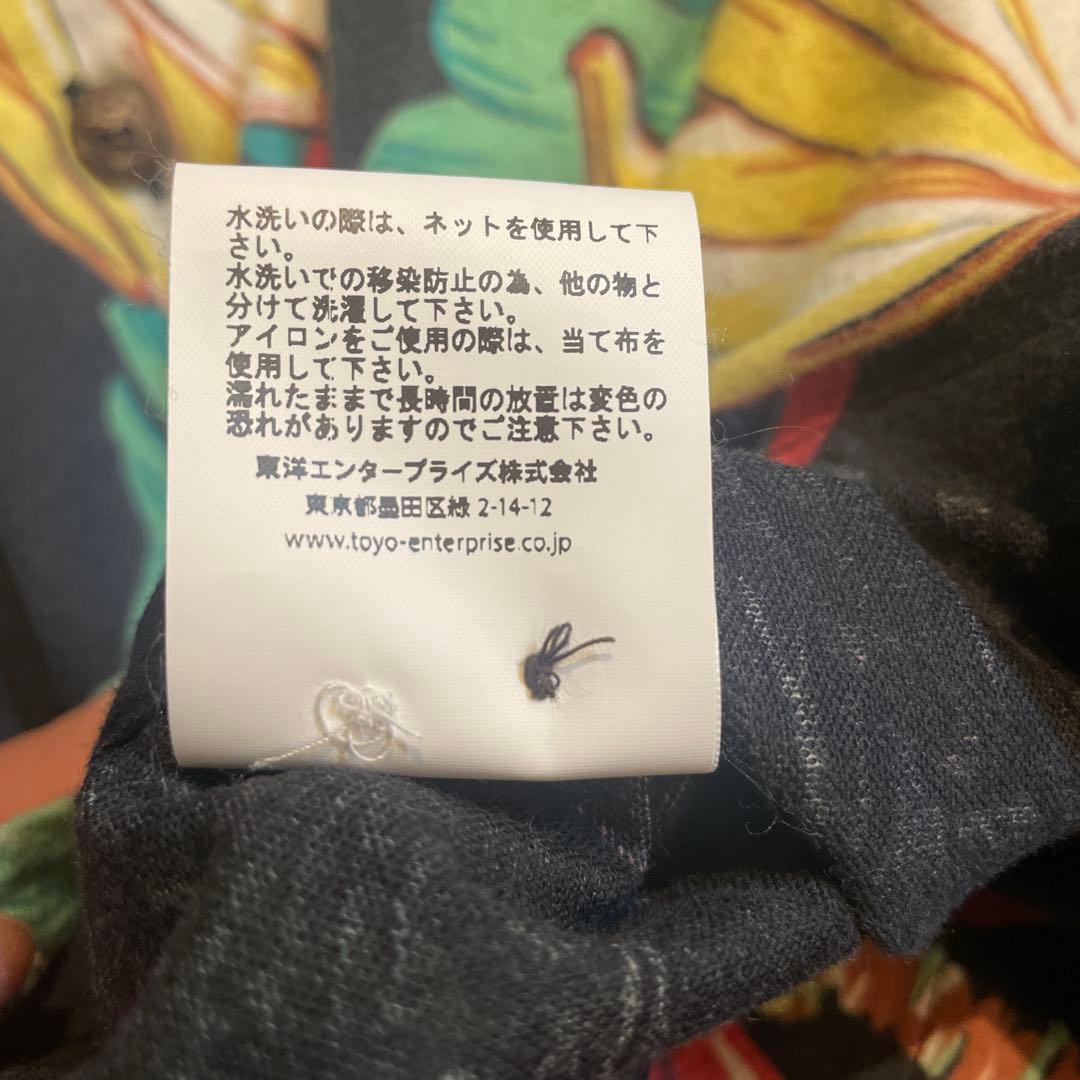 水洗いの際は、ネットを使用して下
さい。
水洗いでの移染防止の為、他の物と
分けて洗濯して下さい。
アイロンをご使用の際は、当て布を
使用して下さい。
濡れたままで長時間の放置は変色の
恐れがありますのでご注意下さい。
東洋エンタープライズ株式会社
東京都墨田区緑 2-14-12
www.toyo-enterprise.co.jp